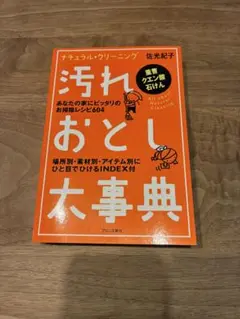 ナチュラル・クリーニング
佐光紀子
汚れ
重曹
クエン酸
石けん
あなたの家にピッタリの
お掃除レシピ604
おとし
場所別・素材別・アイテム別に
ひと目でひけるINDEX付
大事典